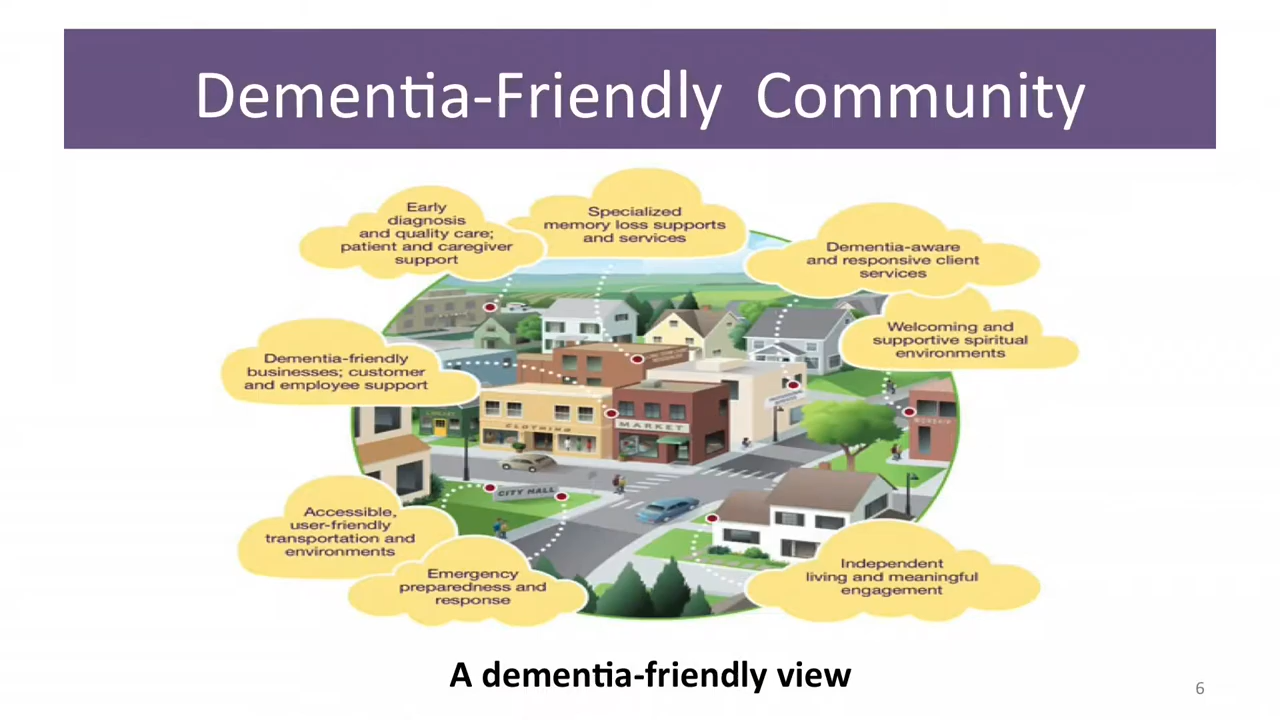 Dementia-Friendly Community
Early
diagnosis
and quality care;
patient and caregiver
support
Specialized
memory loss supports
and services
Dementia-aware
and responsive client
services
Welcoming and
supportive spiritual
environments
Dementia-friendly
businesses; customer
and employee support
LIBRARY
CLOTHING
MARKET
WORSHIP
CITY HALL
Accessible,
user-friendly
transportation and
environments
Emergency
preparedness and
response
Independent
living and meaningful
engagement
A dementia-friendly view
6